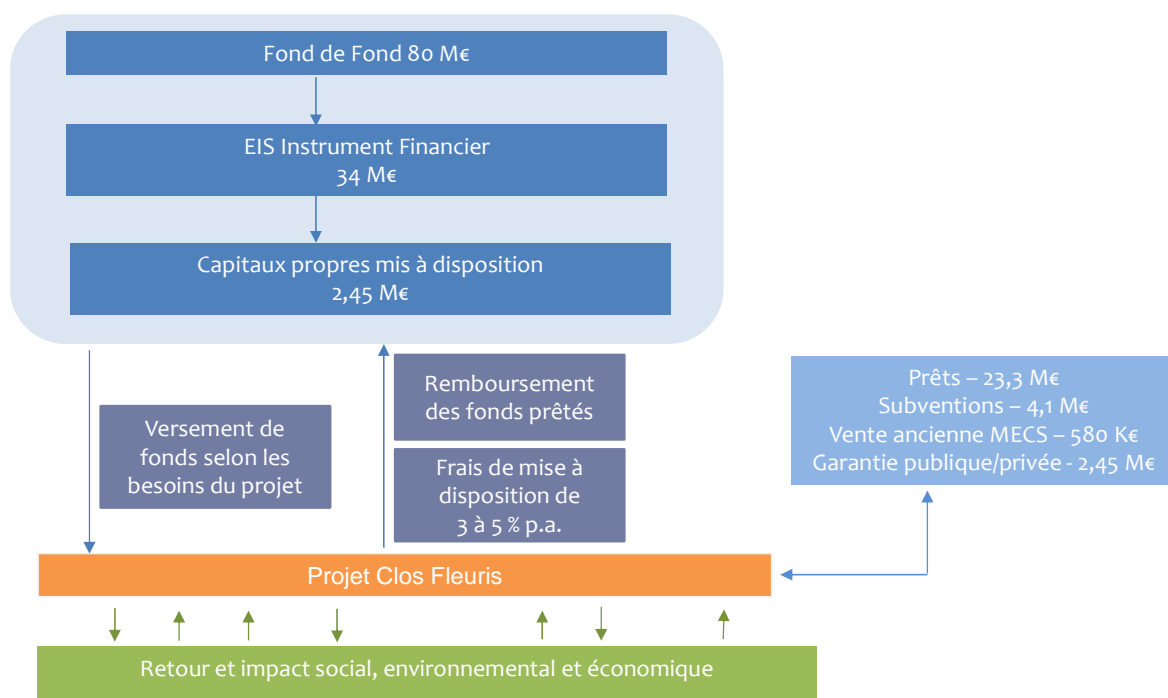 Fond de Fond 80 M€
EIS Instrument Financier
34 M€
Capitaux propres mis à disposition
2,45 M€
Versement de
fonds selon les
besoins du projet
Remboursement
des fonds prêtés
Frais de mise à
disposition de
3 à 5 % p.a.
Prêts – 23,3 M€
Subventions – 4,1 M€
Vente ancienne MECS – 580 K€
Garantie publique/privée - 2,45 M€
Projet Clos Fleuris
Retour et impact social, environnemental et économique